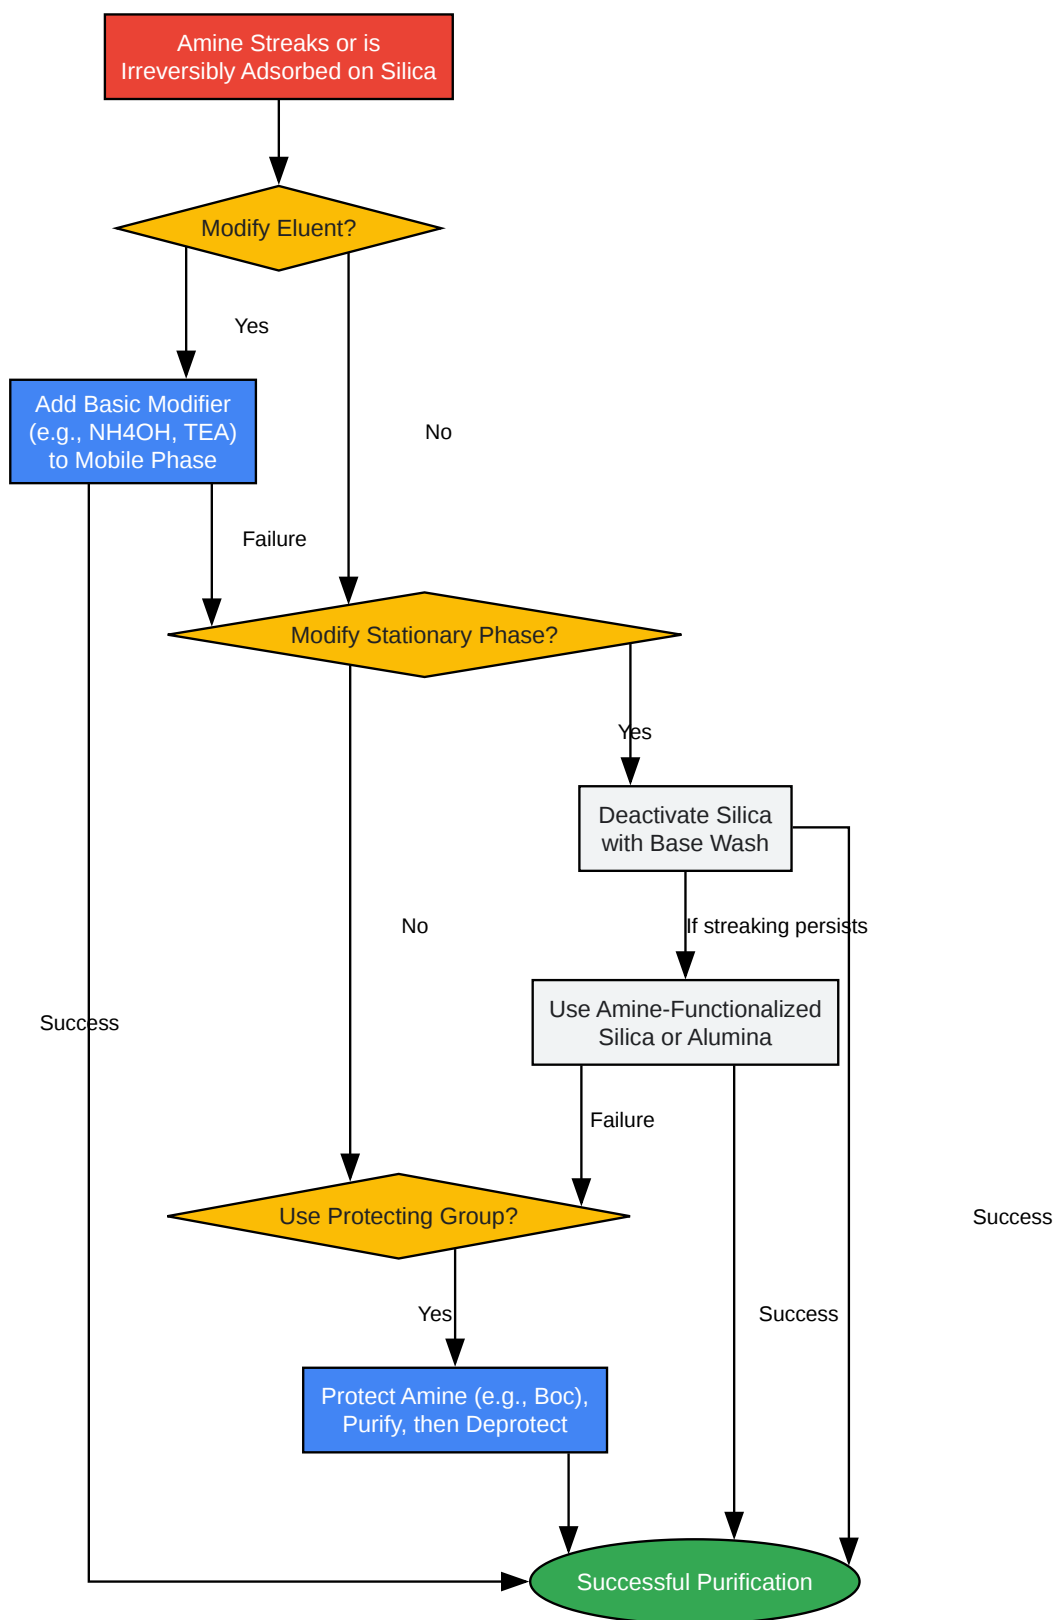 Amine Streaks or is
Irreversibly Adsorbed on Silica
Modify Eluent?
Yes
Add Basic Modifier
(e.g., NH4OH, TEA)
to Mobile Phase
No
Failure
Modify Stationary Phase?
Yes
Deactivate Silica
with Base Wash
No
If streaking persists
Use Amine-Functionalized
Silica or Alumina
Success
Failure
Use Protecting Group?
Success
Yes
Success
Protect Amine (e.g., Boc),
Purify, then Deprotect
Successful Purification